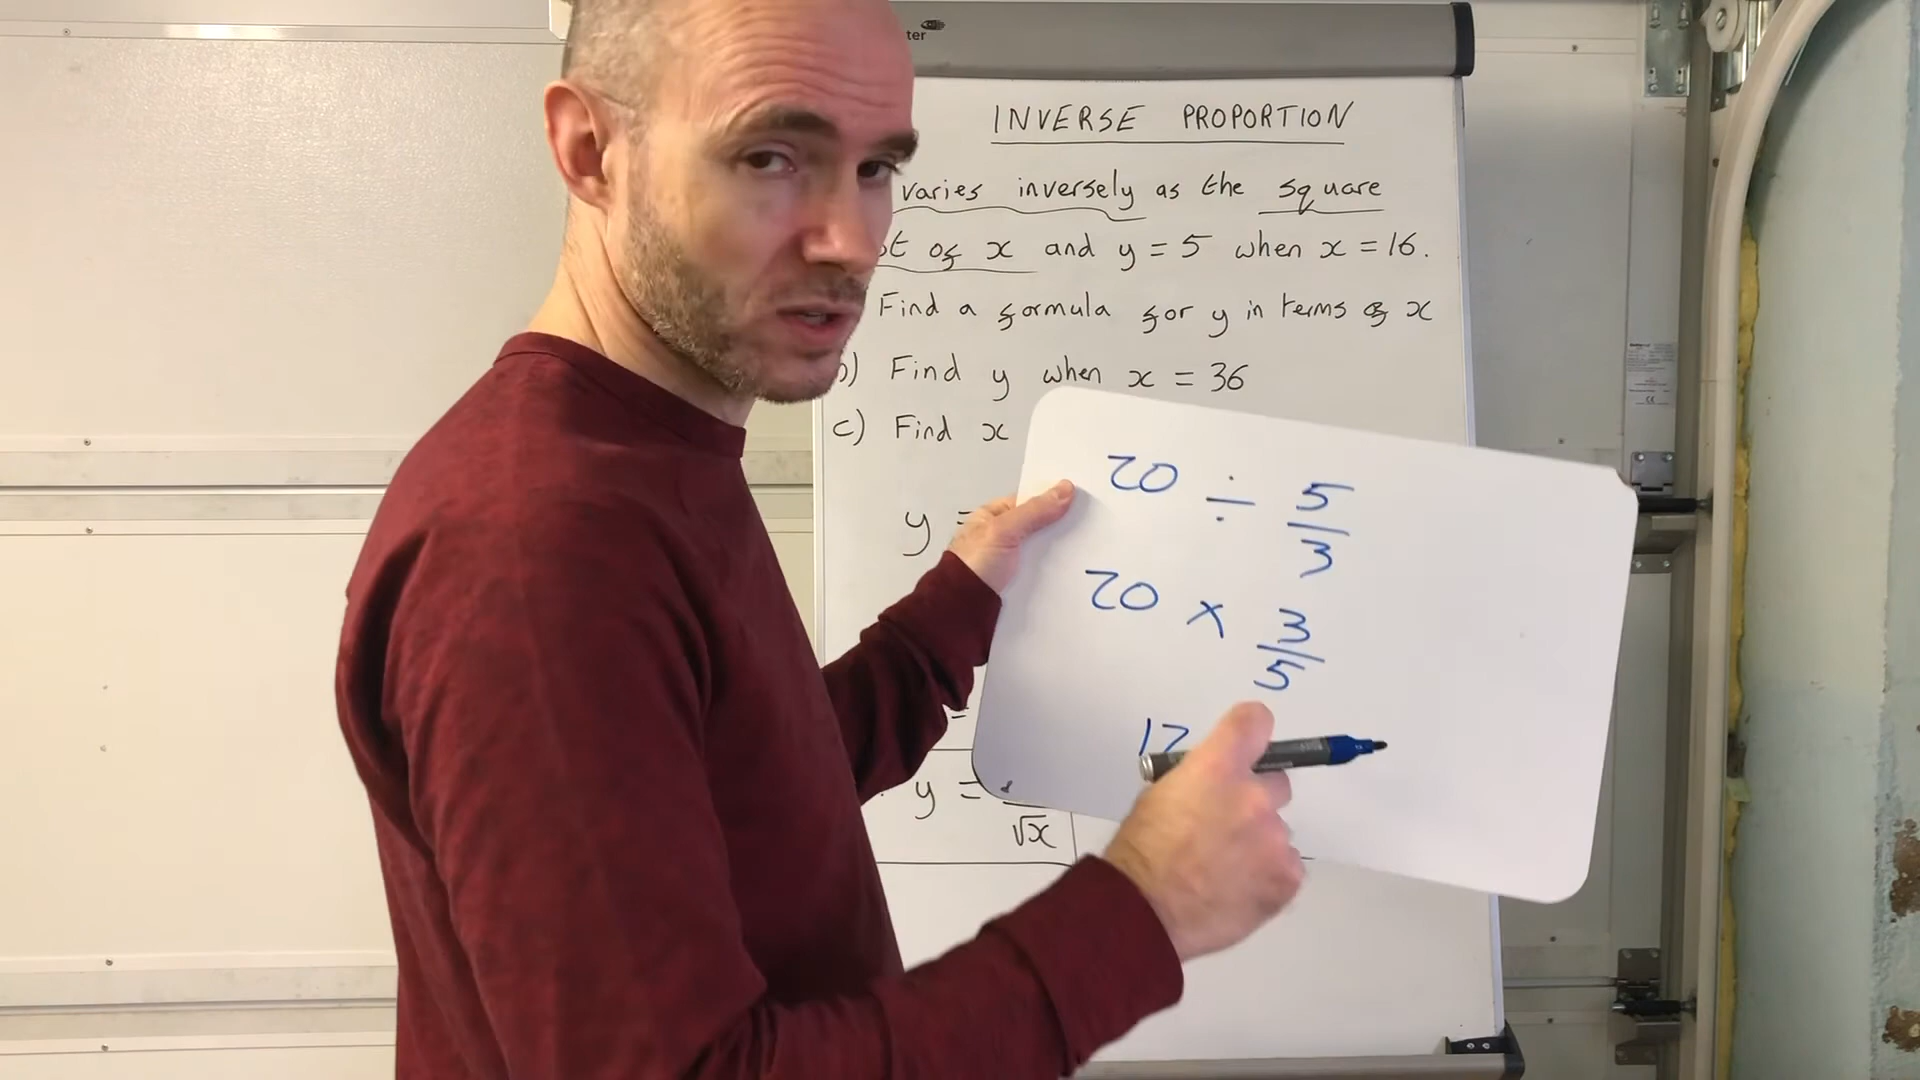 ter
INVERSE PROPORTION
varies inversely as the square
of x and y = 5 when x = 16.
Find a formula for y in terms of x
b) Find y when x = 36
c) Find x
y =
20 ÷ 5/3
20 × 3/5
12
y = /√x